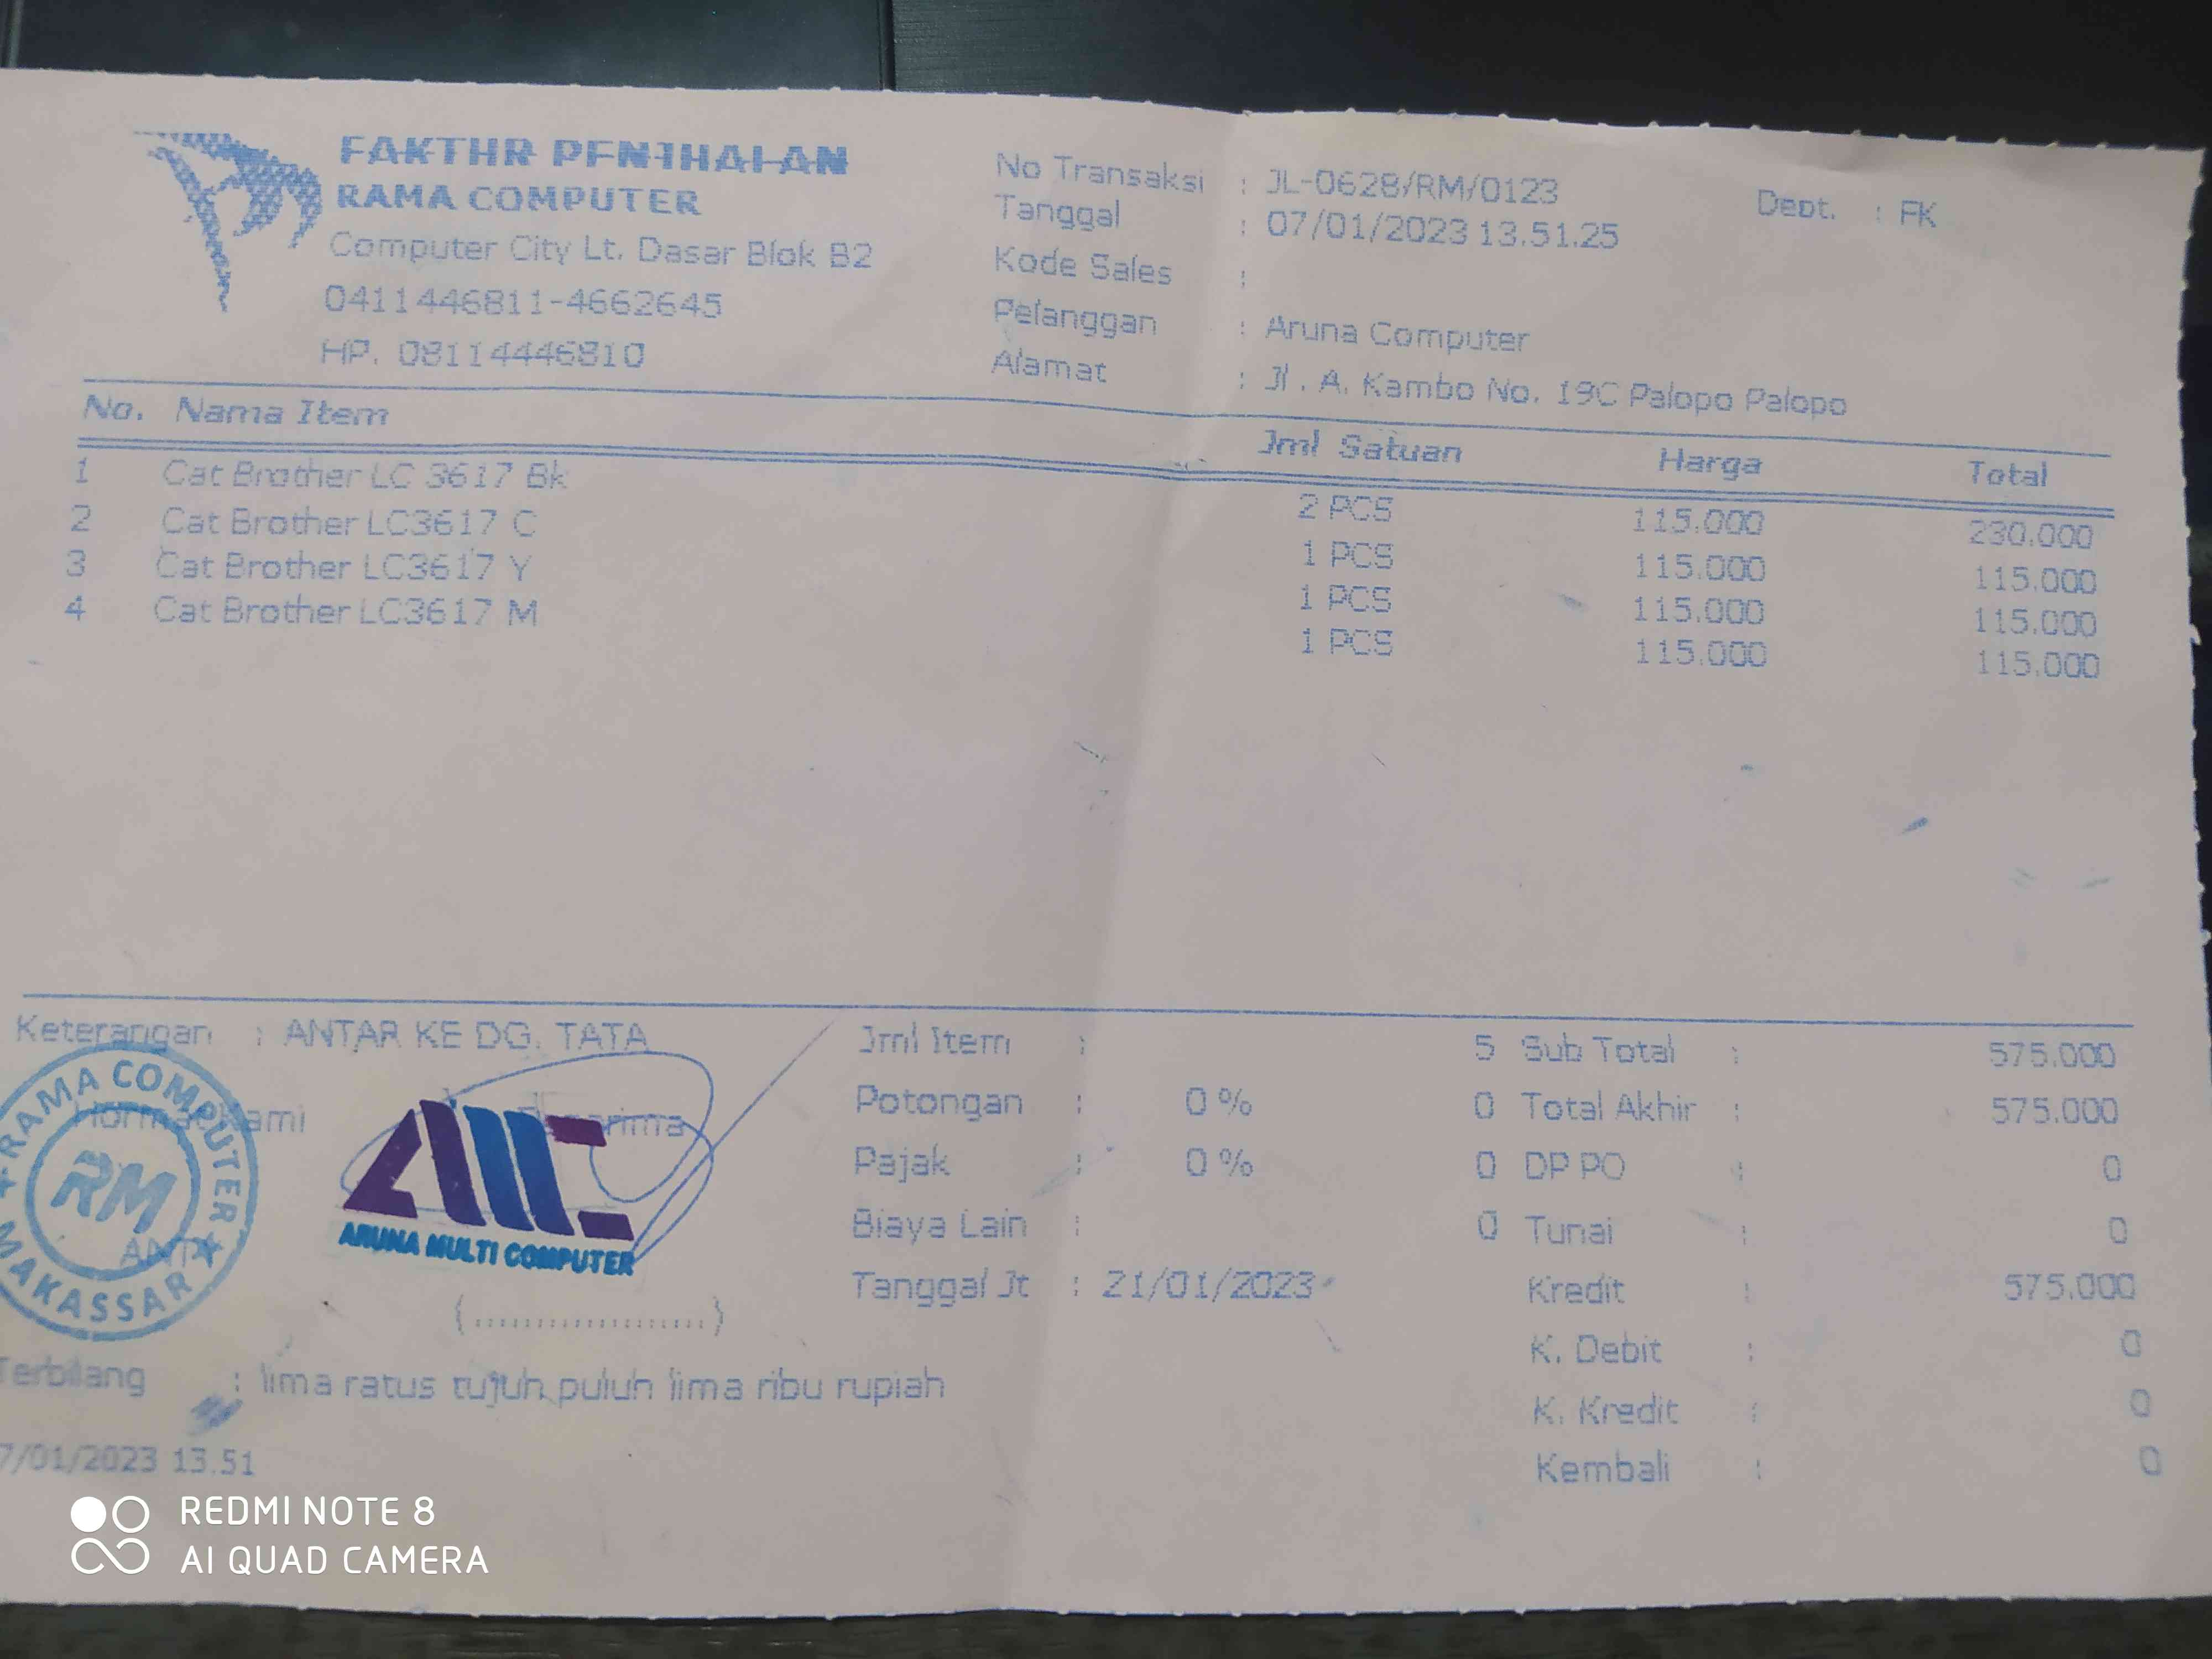 FAKTUR PENJUALAN
RAMA COMPUTER
Computer City Lt. Dasar Blok B2
0411446811-4662645
HP. 08114446810
No Transaksi : JL-0628/RM/0123
Dept. : FK
Tanggal : 07/01/2023 13.51.25
Kode Sales :
Pelanggan : Aruna Computer
Alamat : Jl . A. Kambo No. 19C Palopo Palopo
No. Nama Item Jml Satuan Harga Total
1 Cat Brother LC 3617 Bk 2 PCS 115.000 230.000
2 Cat Brother LC3617 C 1 PCS 115.000 115.000
3 Cat Brother LC3617 Y 1 PCS 115.000 115.000
4 Cat Brother LC3617 M 1 PCS 115.000 115.000
Keterangan : ANTAR KE DG. TATA
Hormat Kami
Penerima
RAMA COMPUTER
RM
MAKASSAR
AMC
ARUNA MULTI COMPUTER
(...................)
Jml Item : 5 Sub Total : 575.000
Potongan : 0 % 0 Total Akhir : 575.000
Pajak : 0 % 0 DP PO : 0
Biaya Lain : 0 Tunai : 0
Tanggal Jt : 21/01/2023 Kredit : 575.000
K. Debit : 0
K. Kredit : 0
Kembali : 0
Terbilang : lima ratus tujuh puluh lima ribu rupiah
7/01/2023 13.51
REDMI NOTE 8
AI QUAD CAMERA